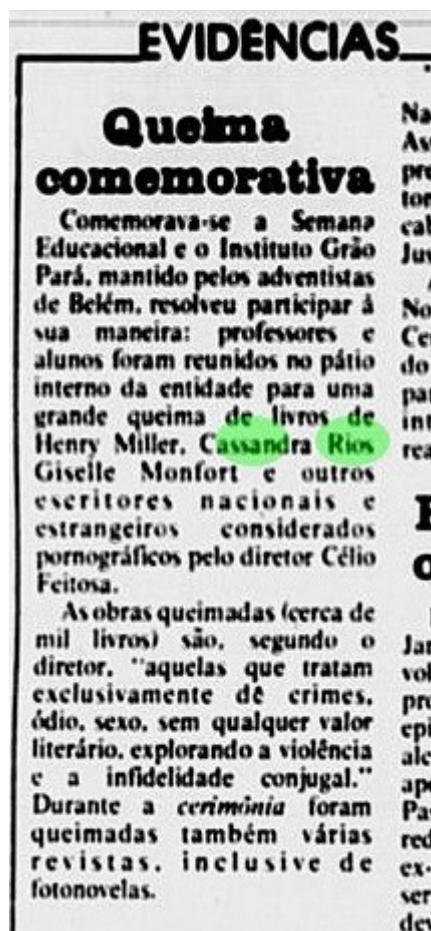 EVIDÊNCIAS
Queima
comemorativa
Comemorava-se a Semana
Educacional e o Instituto Grão
Pará, mantido pelos adventistas
de Belém, resolveu participar à
sua maneira: professores e
alunos foram reunidos no pátio
interno da entidade para uma
grande queima de livros de
Henry Miller, Cassandra Rios
Giselle Monfort e outros
escritores nacionais e
estrangeiros considerados
pornográficos pelo diretor Célio
Feitosa.
As obras queimadas (cerca de
mil livros) são, segundo o
diretor, "aquelas que tratam
exclusivamente de crimes,
ódio, sexo, sem qualquer valor
literário, explorando a violência
e a infidelidade conjugal."
Durante a cerimônia foram
queimadas também várias
revistas, inclusive de
fotonovelas.